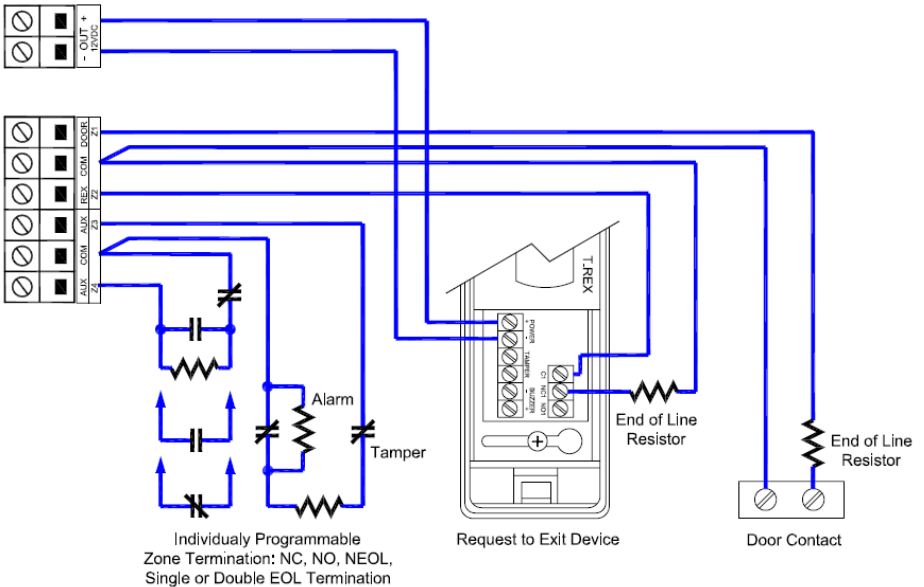 - OUT +
12VDC
DOOR
Z1
COM
REX
Z2
AUX
Z3
COM
AUX
Z4
T_REX
+
POWER
-
TAMPER
-
BUZZER
+
C1
NC1
NO1
Alarm
Tamper
End of Line
Resistor
End of Line
Resistor
Individualy Programmable
Zone Termination: NC, NO, NEOL,
Single or Double EOL Termination
Request to Exit Device
Door Contact